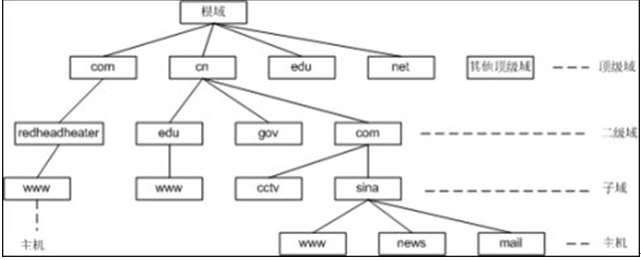 根域
com cn edu net 其他顶级域 顶级域
redheadheater edu gov com 二级域
www www cctv sina 子域
主机 www news mail 主机